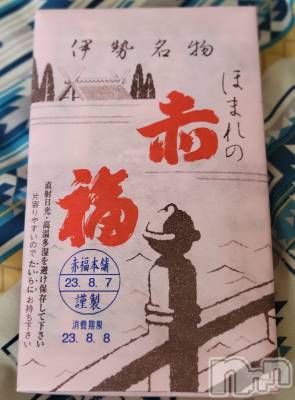 伊勢名物
ほまれの
赤福
直射日光・高温多湿を避け保存して下さい
片寄りやすいのでたいらにお持ち下さい
赤福本舗
23. 8. 7
謹製
消費期限
23. 8. 8